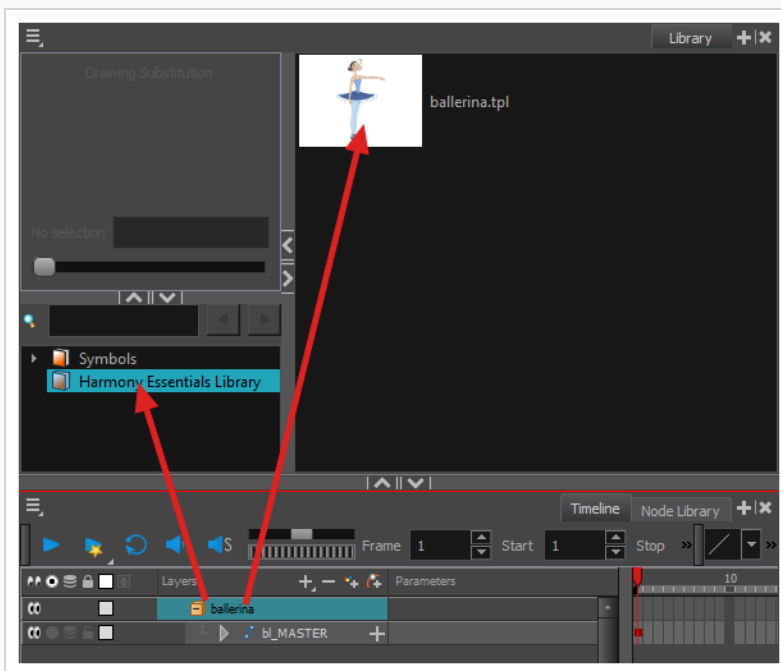 Library
Drawing Substitution
ballerina.tpl
No selection
Symbols
Harmony Essentials Library
Timeline
Node Library
S
Frame 1 Start 1 Stop
Layers Parameters 10
ballerina
bl_MASTER